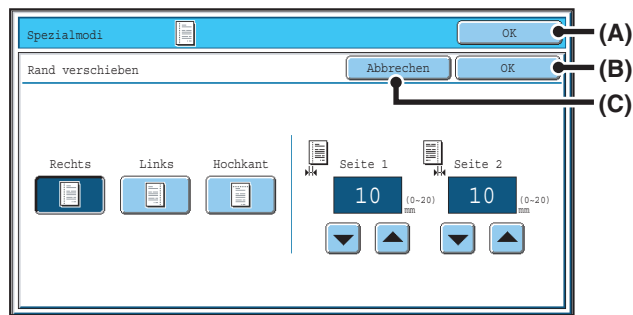 Spezialmodi OK (A)
Rand verschieben Abbrechen OK (B)
(C)
Rechts Links Hochkant Seite 1 Seite 2
10 (0~20) mm 10 (0~20) mm